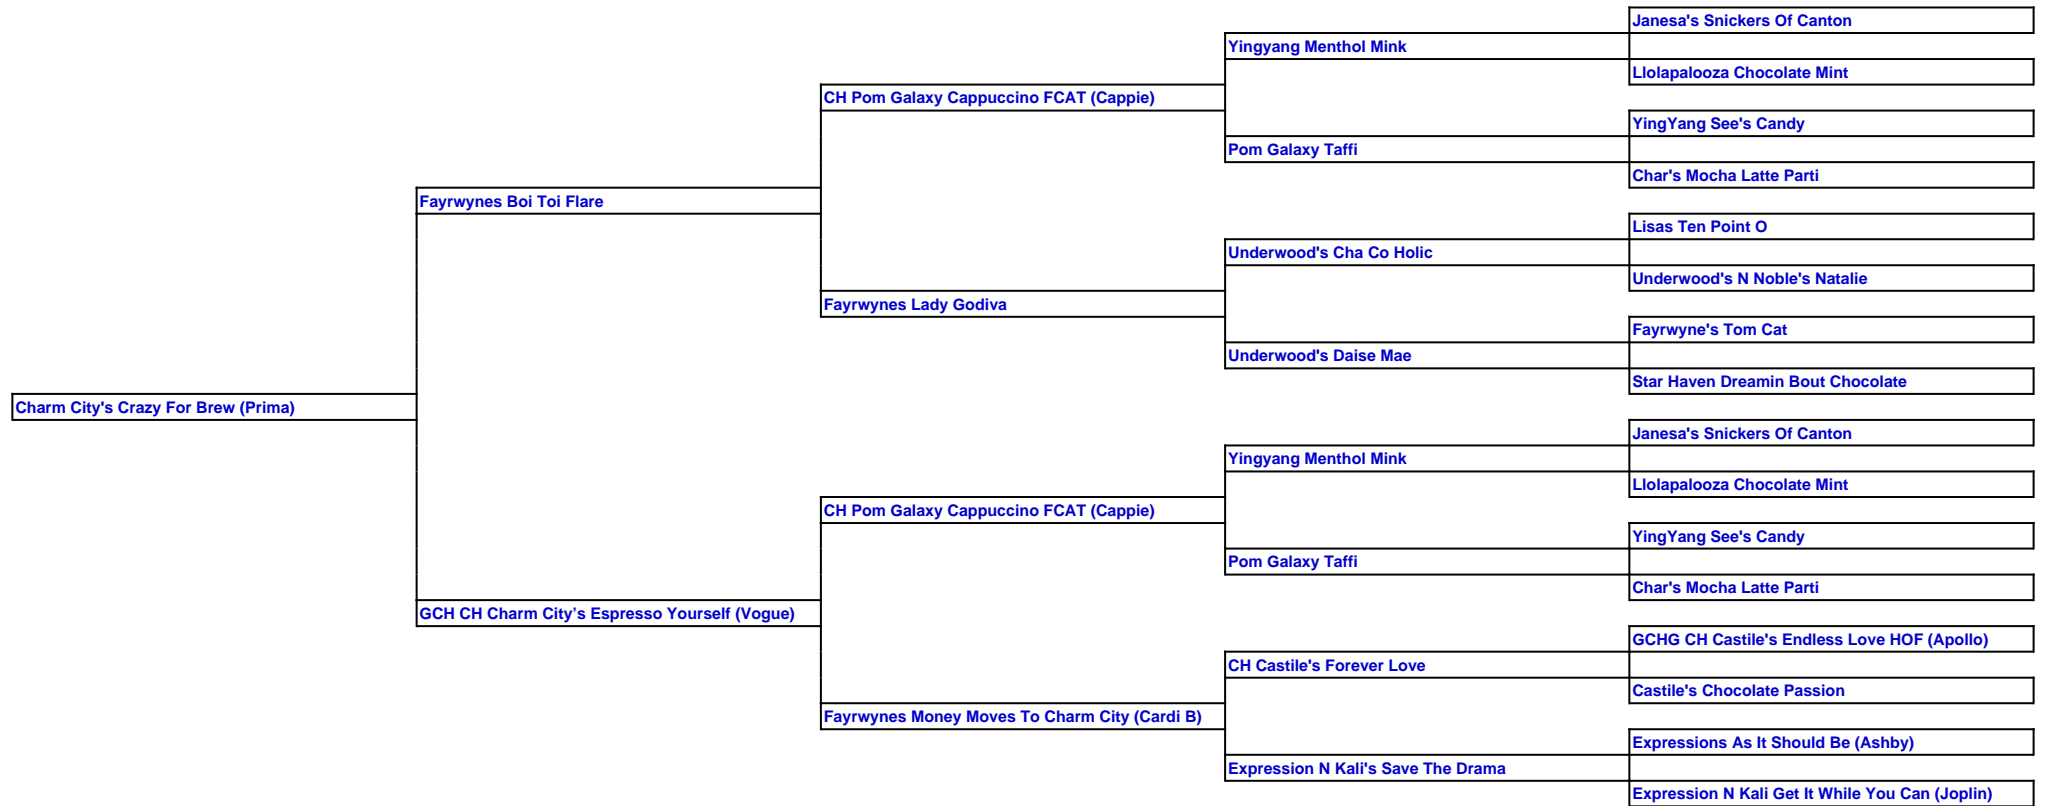 Janesa's Snickers Of Canton
Yingyang Menthol Mink
Llolapalooza Chocolate Mint
CH Pom Galaxy Cappuccino FCAT (Cappie)
YingYang See's Candy
Pom Galaxy Taffi
Char's Mocha Latte Parti
Fayrwynes Boi Toi Flare
Lisas Ten Point O
Underwood's Cha Co Holic
Underwood's N Noble's Natalie
Fayrwynes Lady Godiva
Fayrwyne's Tom Cat
Underwood's Daise Mae
Star Haven Dreamin Bout Chocolate
Charm City's Crazy For Brew (Prima)
Janesa's Snickers Of Canton
Yingyang Menthol Mink
Llolapalooza Chocolate Mint
CH Pom Galaxy Cappuccino FCAT (Cappie)
YingYang See's Candy
Pom Galaxy Taffi
Char's Mocha Latte Parti
GCH CH Charm City’s Espresso Yourself (Vogue)
GCHG CH Castile's Endless Love HOF (Apollo)
CH Castile's Forever Love
Castile's Chocolate Passion
Fayrwynes Money Moves To Charm City (Cardi B)
Expressions As It Should Be (Ashby)
Expression N Kali's Save The Drama
Expression N Kali Get It While You Can (Joplin)